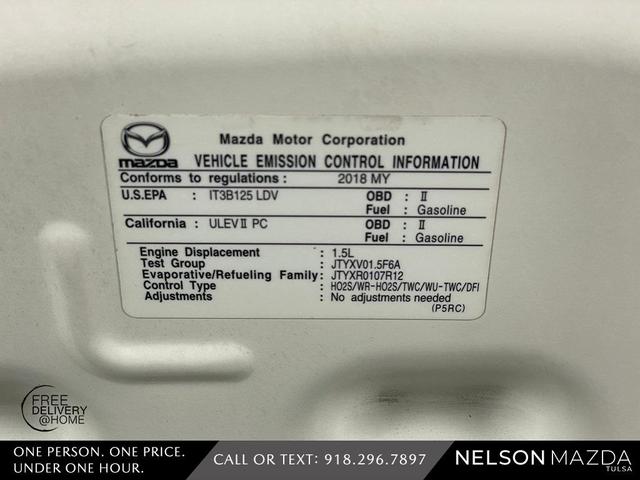 Mazda Motor Corporation
mazda VEHICLE EMISSION CONTROL INFORMATION
Conforms to regulations : 2018 MY
U.S.EPA : IT3B125 LDV OBD : II
Fuel : Gasoline
California : ULEV II PC OBD : II
Fuel : Gasoline
Engine Displacement : 1.5L
Test Group : JTYXV01.5F6A
Evaporative/Refueling Family: JTYXR0107R12
Control Type : HO2S/WR-HO2S/TWC/WU-TWC/DFI
Adjustments : No adjustments needed
(P5RC)
FREE
DELIVERY
@HOME
ONE PERSON. ONE PRICE.
UNDER ONE HOUR.
CALL OR TEXT: 918.296.7897
NELSON MAZDA
TULSA